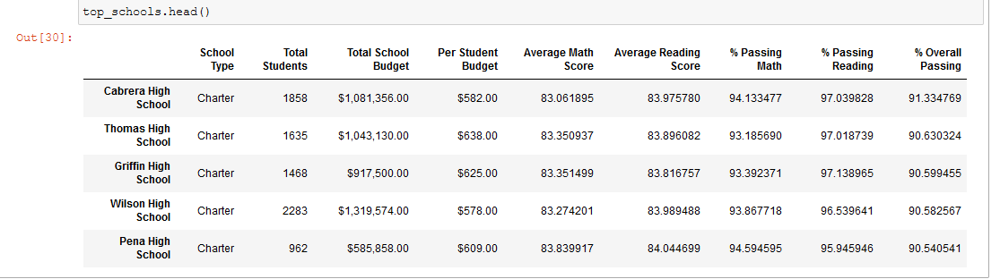 top_schools.head()
Out[30]:
School Type Total Students Total School Budget Per Student Budget Average Math Score Average Reading Score % Passing Math % Passing Reading % Overall Passing
Cabrera High School Charter 1858 $1,081,356.00 $582.00 83.061895 83.975780 94.133477 97.039828 91.334769
Thomas High School Charter 1635 $1,043,130.00 $638.00 83.350937 83.896082 93.185690 97.018739 90.630324
Griffin High School Charter 1468 $917,500.00 $625.00 83.351499 83.816757 93.392371 97.138965 90.599455
Wilson High School Charter 2283 $1,319,574.00 $578.00 83.274201 83.989488 93.867718 96.539641 90.582567
Pena High School Charter 962 $585,858.00 $609.00 83.839917 84.044699 94.594595 95.945946 90.540541